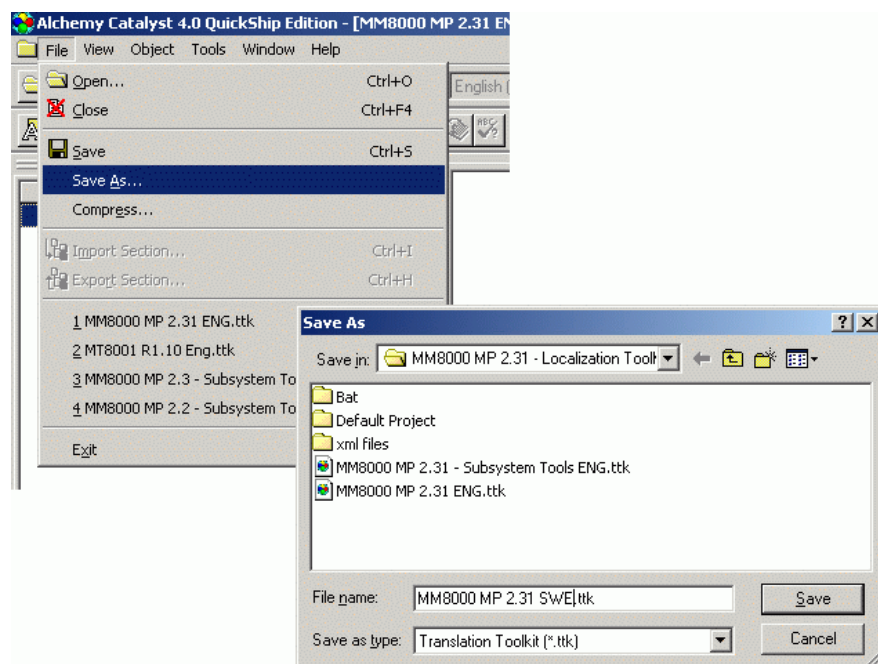 Alchemy Catalyst 4.0 QuickShip Edition - [MM8000 MP 2.31 EN
File View Object Tools Window Help
Open... Ctrl+O
English (
Close Ctrl+F4
ABC
Save Ctrl+S
Save As...
Compress...
Import Section... Ctrl+I
Export Section... Ctrl+H
1 MM8000 MP 2.31 ENG.ttk
2 MT8001 R1.10 Eng.ttk
3 MM8000 MP 2.3 - Subsystem To
4 MM8000 MP 2.2 - Subsystem To
Exit
Save As
Save in: MM8000 MP 2.31 - Localization Toolk
Bat
Default Project
xml files
MM8000 MP 2.31 - Subsystem Tools ENG.ttk
MM8000 MP 2.31 ENG.ttk
File name: MM8000 MP 2.31 SWE.ttk Save
Save as type: Translation Toolkit (*.ttk) Cancel